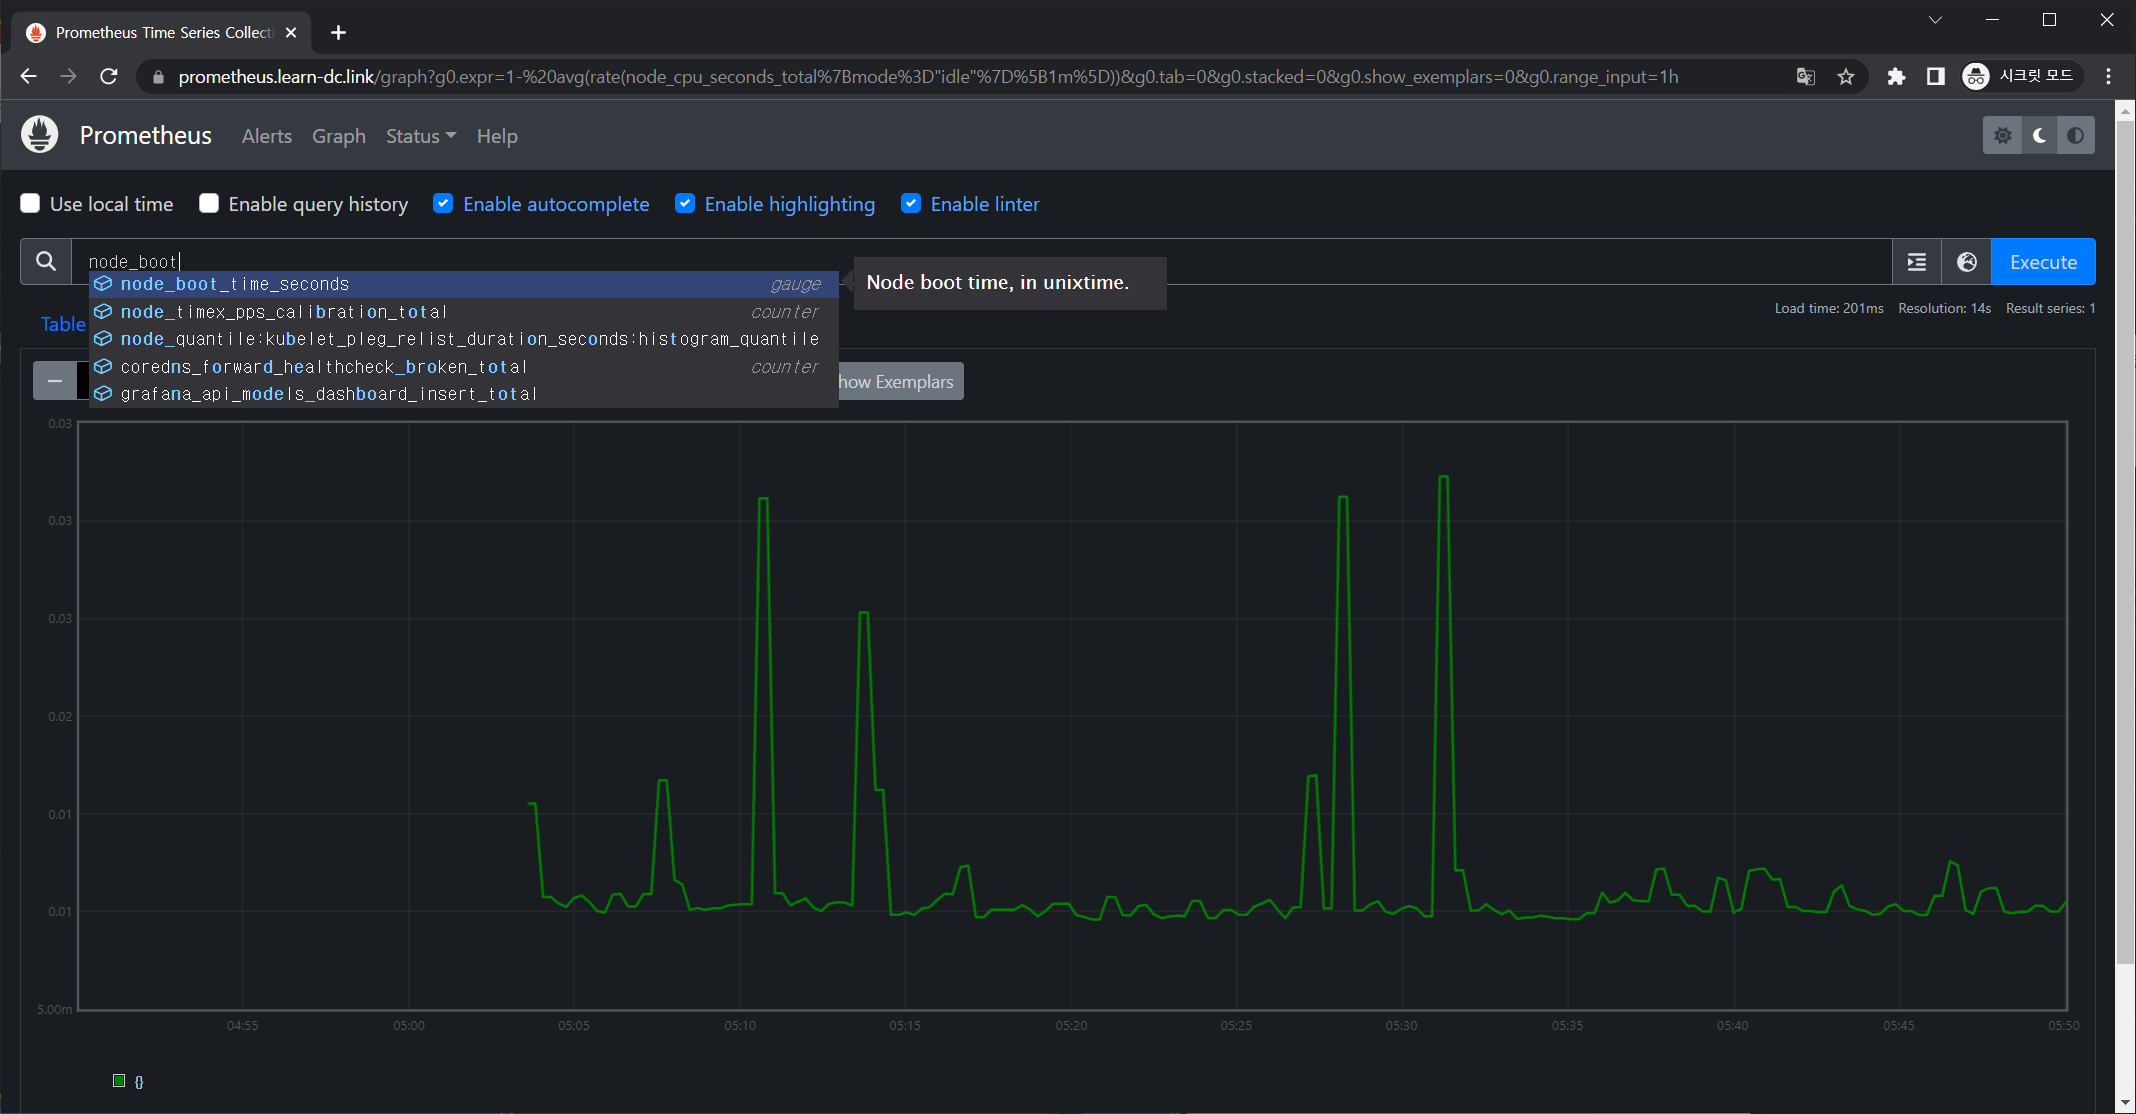 Prometheus Time Series Collecti
prometheus.learn-dc.link/graph?g0.expr=1-%20avg(rate(node_cpu_seconds_total%7Bmode%3D"idle"%7D%5B1m%5D))&g0.tab=0&g0.stacked=0&g0.show_exemplars=0&g0.range_input=1h
시크릿 모드
Prometheus Alerts Graph Status Help
Use local time Enable query history Enable autocomplete Enable highlighting Enable linter
node_boot
Execute
node_boot_time_seconds gauge
Node boot time, in unixtime.
node_timex_pps_calibration_total counter
node_quantile:kubelet_pleg_relist_duration_seconds:histogram_quantile
coredns_forward_healthcheck_broken_total counter
grafana_api_models_dashboard_insert_total
Load time: 201ms Resolution: 14s Result series: 1
Table
how Exemplars
0.03
0.03
0.03
0.02
0.01
0.01
5.00m
04:55 05:00 05:05 05:10 05:15 05:20 05:25 05:30 05:35 05:40 05:45 05:50
{}